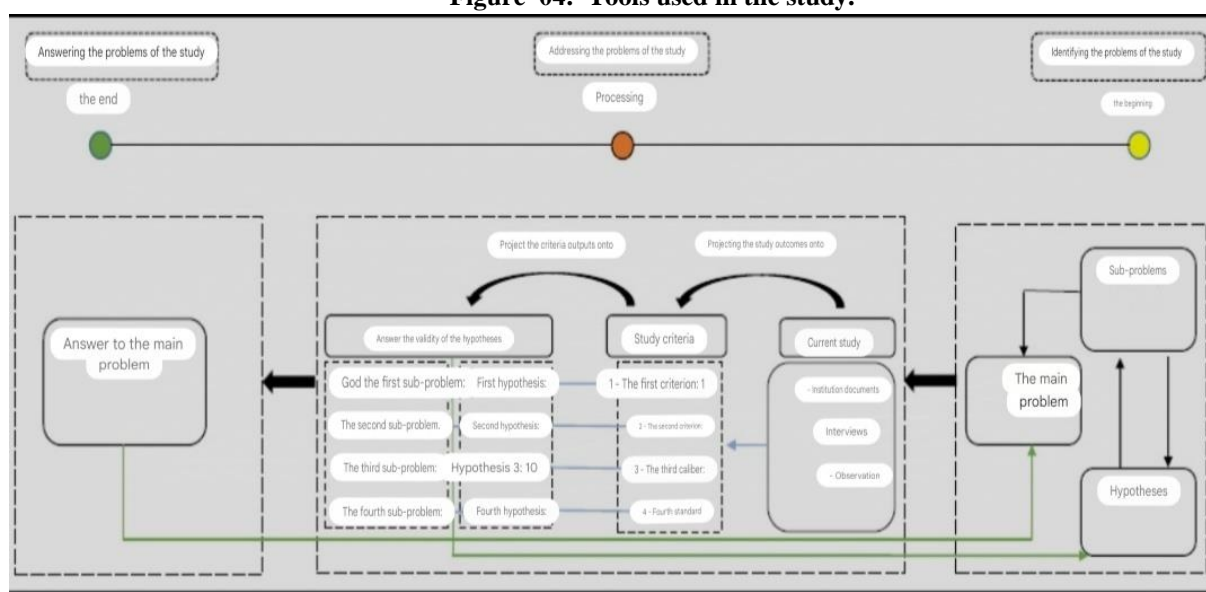 Figure 04: Tools used in the study.
Answering the problems of the study
Addressing the problems of the study
Identifying the problems of the study
the end
Processing
the beginning
Project the criteria outputs onto
Projecting the study outcomes onto
Answer to the main
problem
Answer the validity of the hypotheses
Study criteria
Current study
God the first sub-problem:
First hypothesis:
1 - The first criterion: 1
The second sub-problem.
Second hypothesis:
2 - The second criterion:
The third sub-problem:
Hypothesis 3: 10
3 - The third caliber:
The fourth sub-problem:
Fourth hypothesis:
4 - Fourth standard
- Institution documents
Interviews
- Observation
Sub-problems
The main
problem
Hypotheses